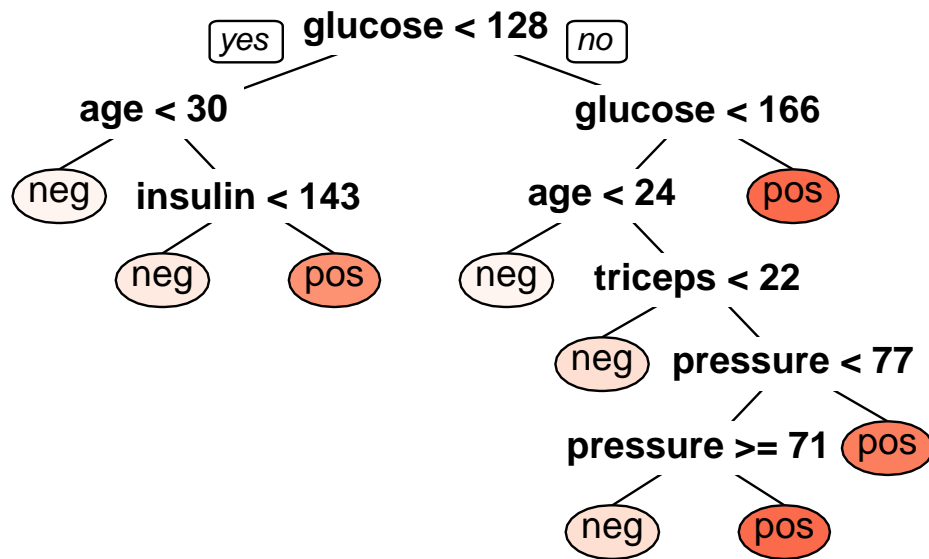 yes glucose < 128 no
age < 30 glucose < 166
neg insulin < 143 age < 24 pos
neg pos neg triceps < 22
neg pressure < 77
pressure >= 71 pos
neg pos